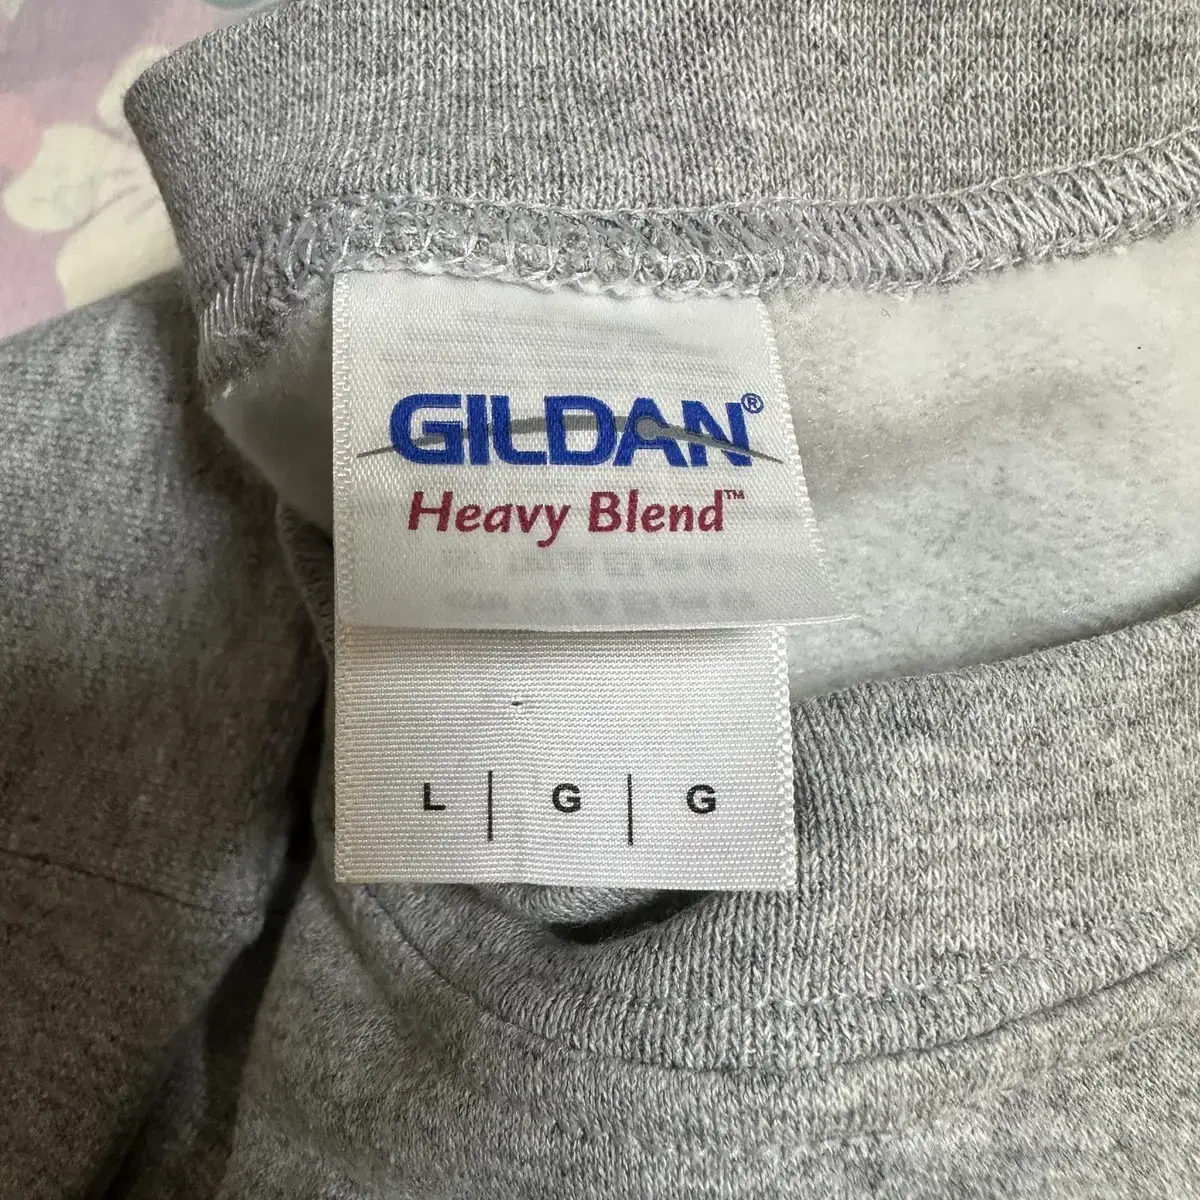 GILDAN®
Heavy Blend™
L | G | G